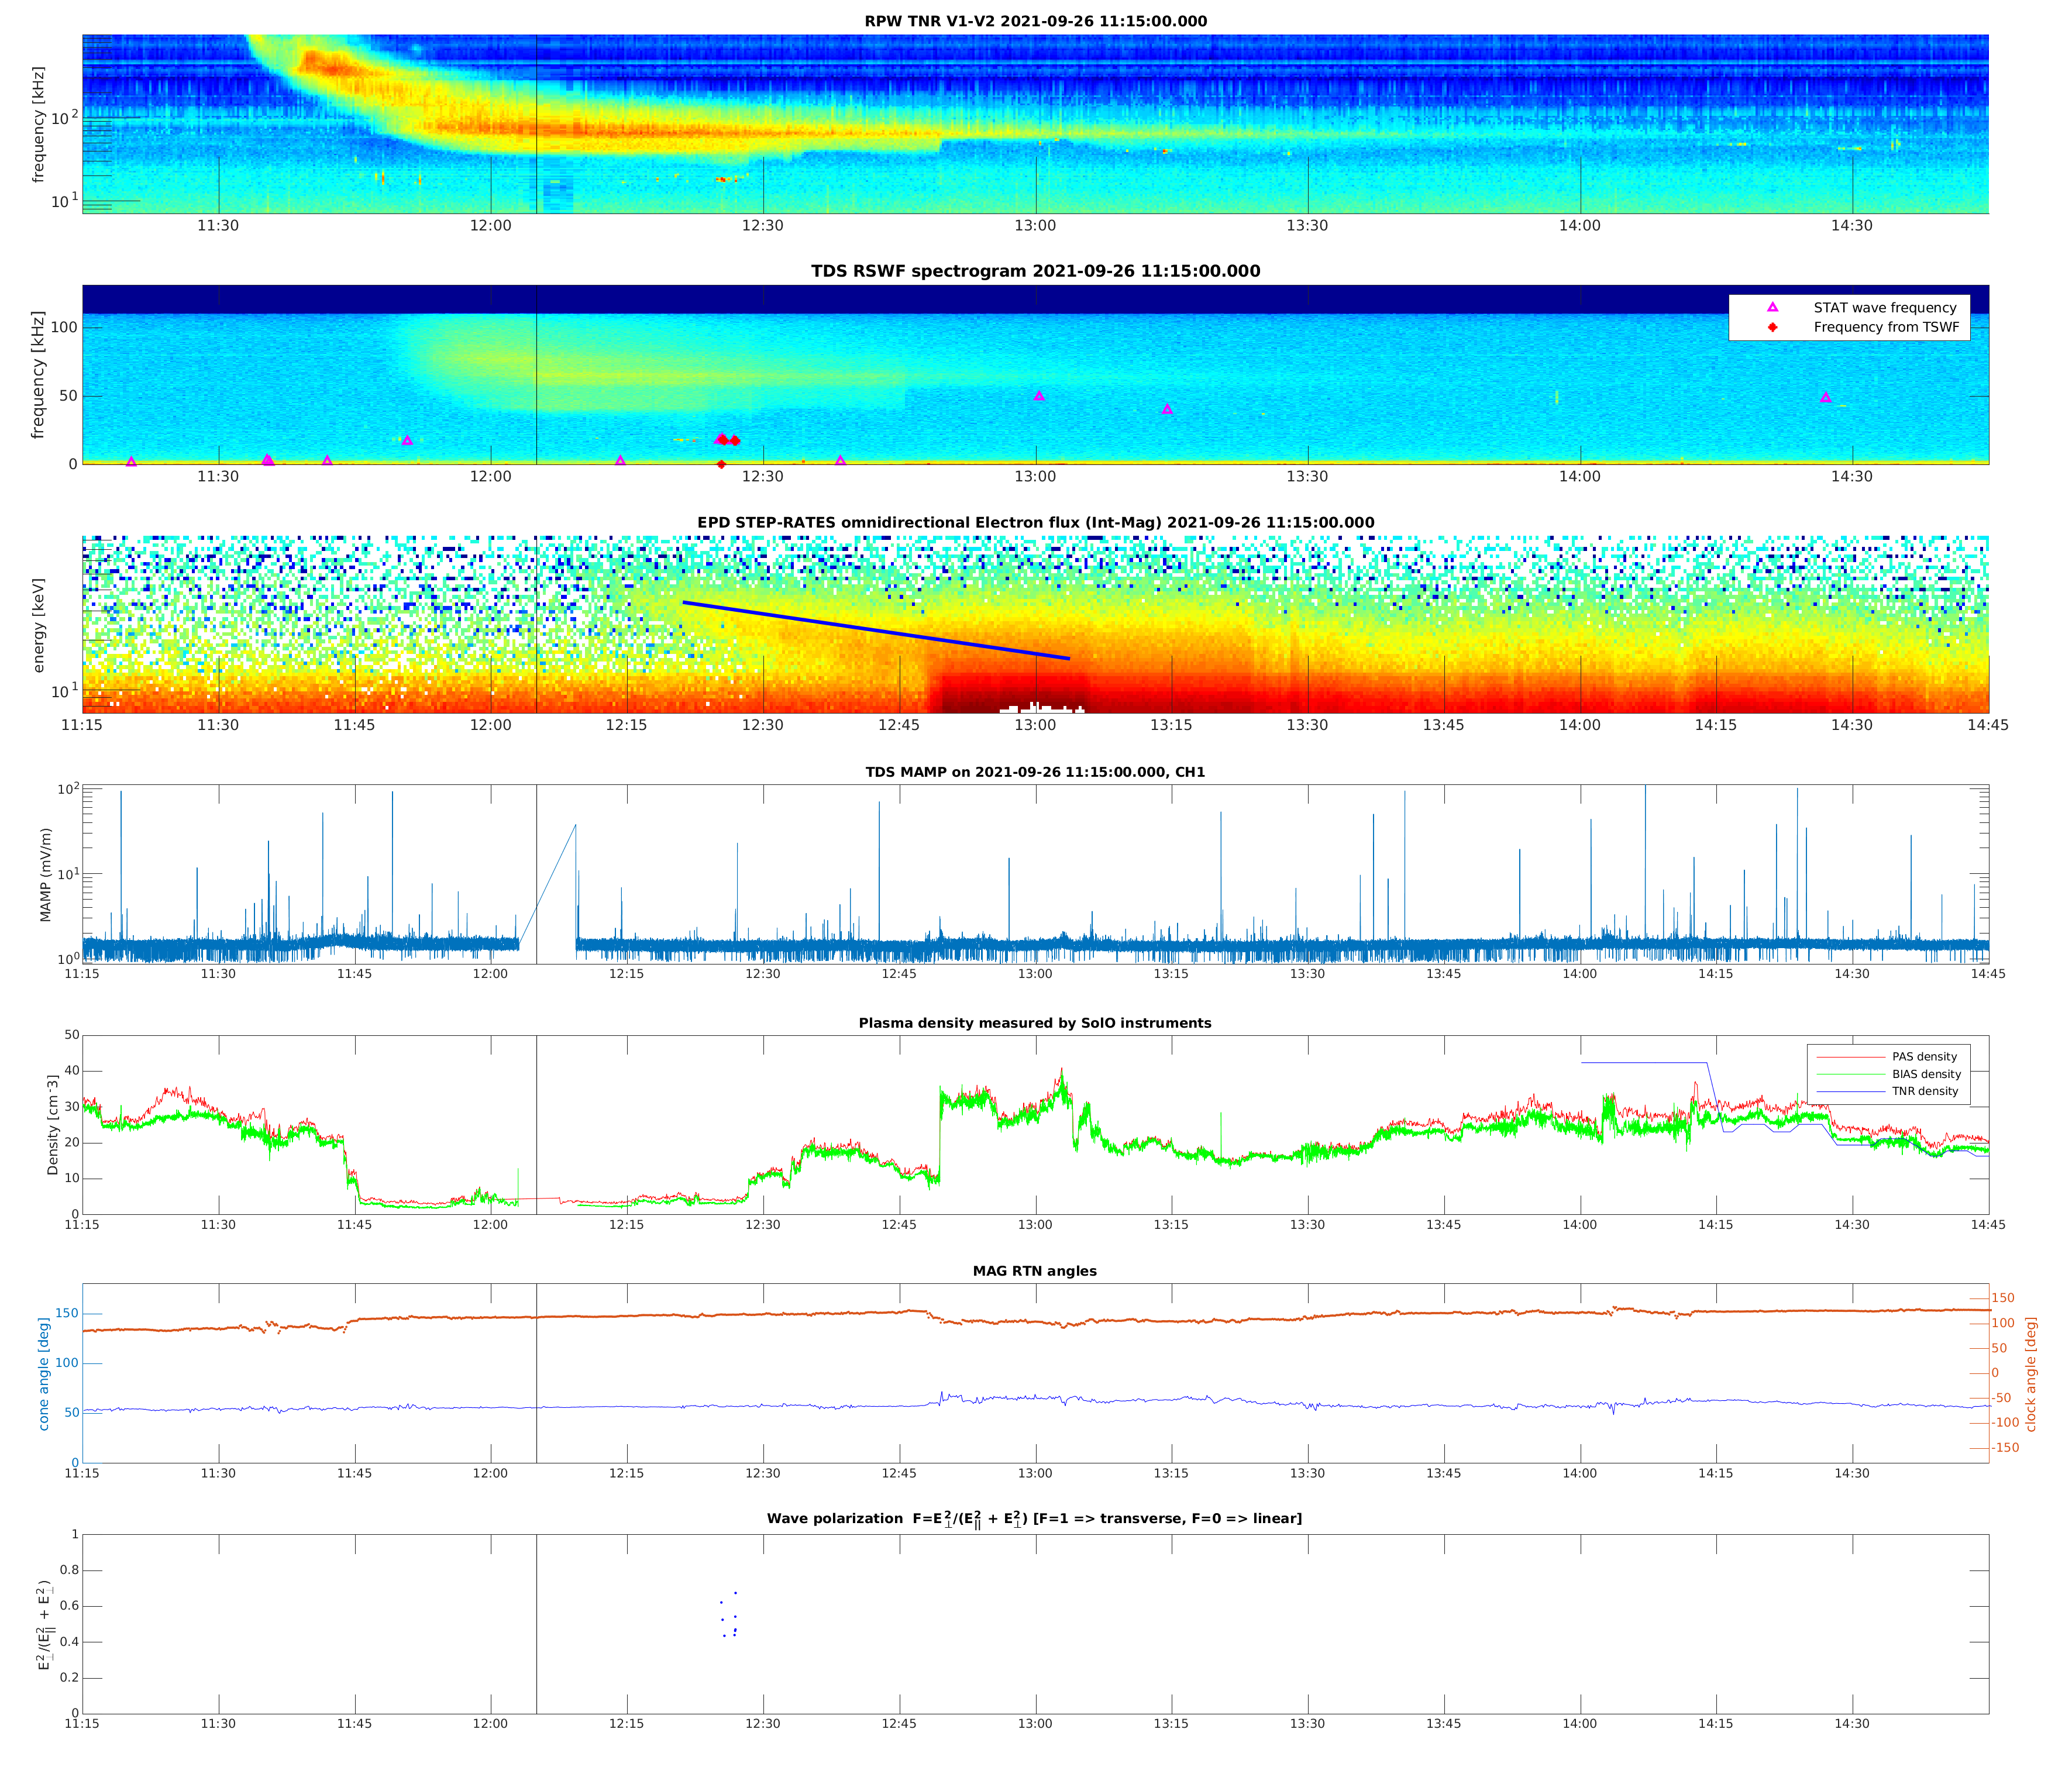 RPW TNR V1-V2 2021-09-26 11:15:00.000
frequency [kHz]
10^2
10^1
11:30 12:00 12:30 13:00 13:30 14:00 14:30
TDS RSWF spectrogram 2021-09-26 11:15:00.000
frequency [kHz]
100
50
0
STAT wave frequency
Frequency from TSWF
11:30 12:00 12:30 13:00 13:30 14:00 14:30
EPD STEP-RATES omnidirectional Electron flux (Int-Mag) 2021-09-26 11:15:00.000
energy [keV]
10^1
11:15 11:30 11:45 12:00 12:15 12:30 12:45 13:00 13:15 13:30 13:45 14:00 14:15 14:30 14:45
TDS MAMP on 2021-09-26 11:15:00.000, CH1
MAMP (mV/m)
10^2
10^1
10^0
11:15 11:30 11:45 12:00 12:15 12:30 12:45 13:00 13:15 13:30 13:45 14:00 14:15 14:30 14:45
Plasma density measured by SolO instruments
Density [cm^-3]
50
40
30
20
10
0
PAS density
BIAS density
TNR density
11:15 11:30 11:45 12:00 12:15 12:30 12:45 13:00 13:15 13:30 13:45 14:00 14:15 14:30 14:45
MAG RTN angles
cone angle [deg]
150
100
50
0
150
100
50
0
-50
-100
-150
clock angle [deg]
11:15 11:30 11:45 12:00 12:15 12:30 12:45 13:00 13:15 13:30 13:45 14:00 14:15 14:30
Wave polarization F=E⊥^2/(E||^2 + E⊥^2) [F=1 => transverse, F=0 => linear]
E⊥^2/(E||^2 + E⊥^2)
1
0.8
0.6
0.4
0.2
0
11:15 11:30 11:45 12:00 12:15 12:30 12:45 13:00 13:15 13:30 13:45 14:00 14:15 14:30